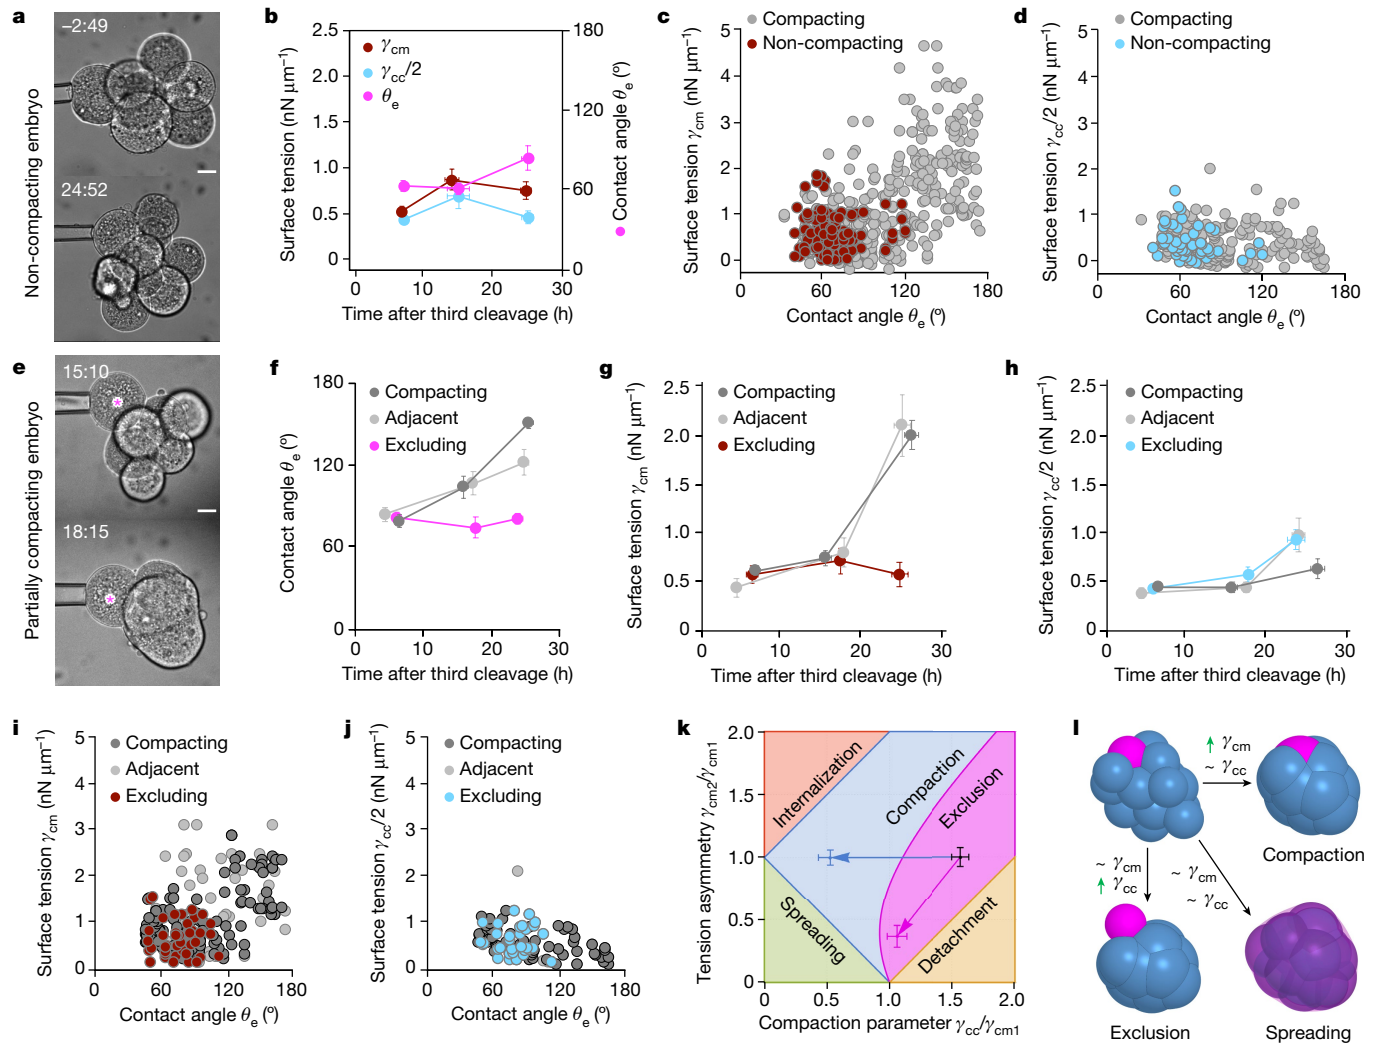 a
−2:49
24:52
Non-compacting embryo
b
γcm
γcc/2
θe
2.5
2.0
1.5
1.0
0.5
0
180
120
60
0
0
10
20
30
Surface tension (nN μm⁻¹)
Contact angle θe (º)
Time after third cleavage (h)
c
Compacting
Non-compacting
5
4
3
2
1
0
0
60
120
180
Surface tension γcm (nN μm⁻¹)
Contact angle θe (º)
d
Compacting
Non-compacting
5
4
3
2
1
0
0
60
120
180
Surface tension γcc/2 (nN μm⁻¹)
Contact angle θe (º)
e
15:10
*
18:15
*
Partially compacting embryo
f
Compacting
Adjacent
Excluding
180
120
60
0
0
10
20
30
Contact angle θe (º)
Time after third cleavage (h)
g
Compacting
Adjacent
Excluding
2.5
2.0
1.5
1.0
0.5
0
0
10
20
30
Surface tension γcm (nN μm⁻¹)
Time after third cleavage (h)
h
Compacting
Adjacent
Excluding
2.5
2.0
1.5
1.0
0.5
0
0
10
20
30
Surface tension γcc/2 (nN μm⁻¹)
Time after third cleavage (h)
i
Compacting
Adjacent
Excluding
5
4
3
2
1
0
0
60
120
180
Surface tension γcm (nN μm⁻¹)
Contact angle θe (º)
j
Compacting
Adjacent
Excluding
5
4
3
2
1
0
0
60
120
180
Surface tension γcc/2 (nN μm⁻¹)
Contact angle θe (º)
k
2.0
1.5
1.0
0.5
0
0
0.5
1.0
1.5
2.0
Internalization
Compaction
Exclusion
Spreading
Detachment
Tension asymmetry γcm2/γcm1
Compaction parameter γcc/γcm1
l
↑ γcm
~ γcc
Compaction
~ γcm
↑ γcc
~ γcm
~ γcc
Exclusion
Spreading